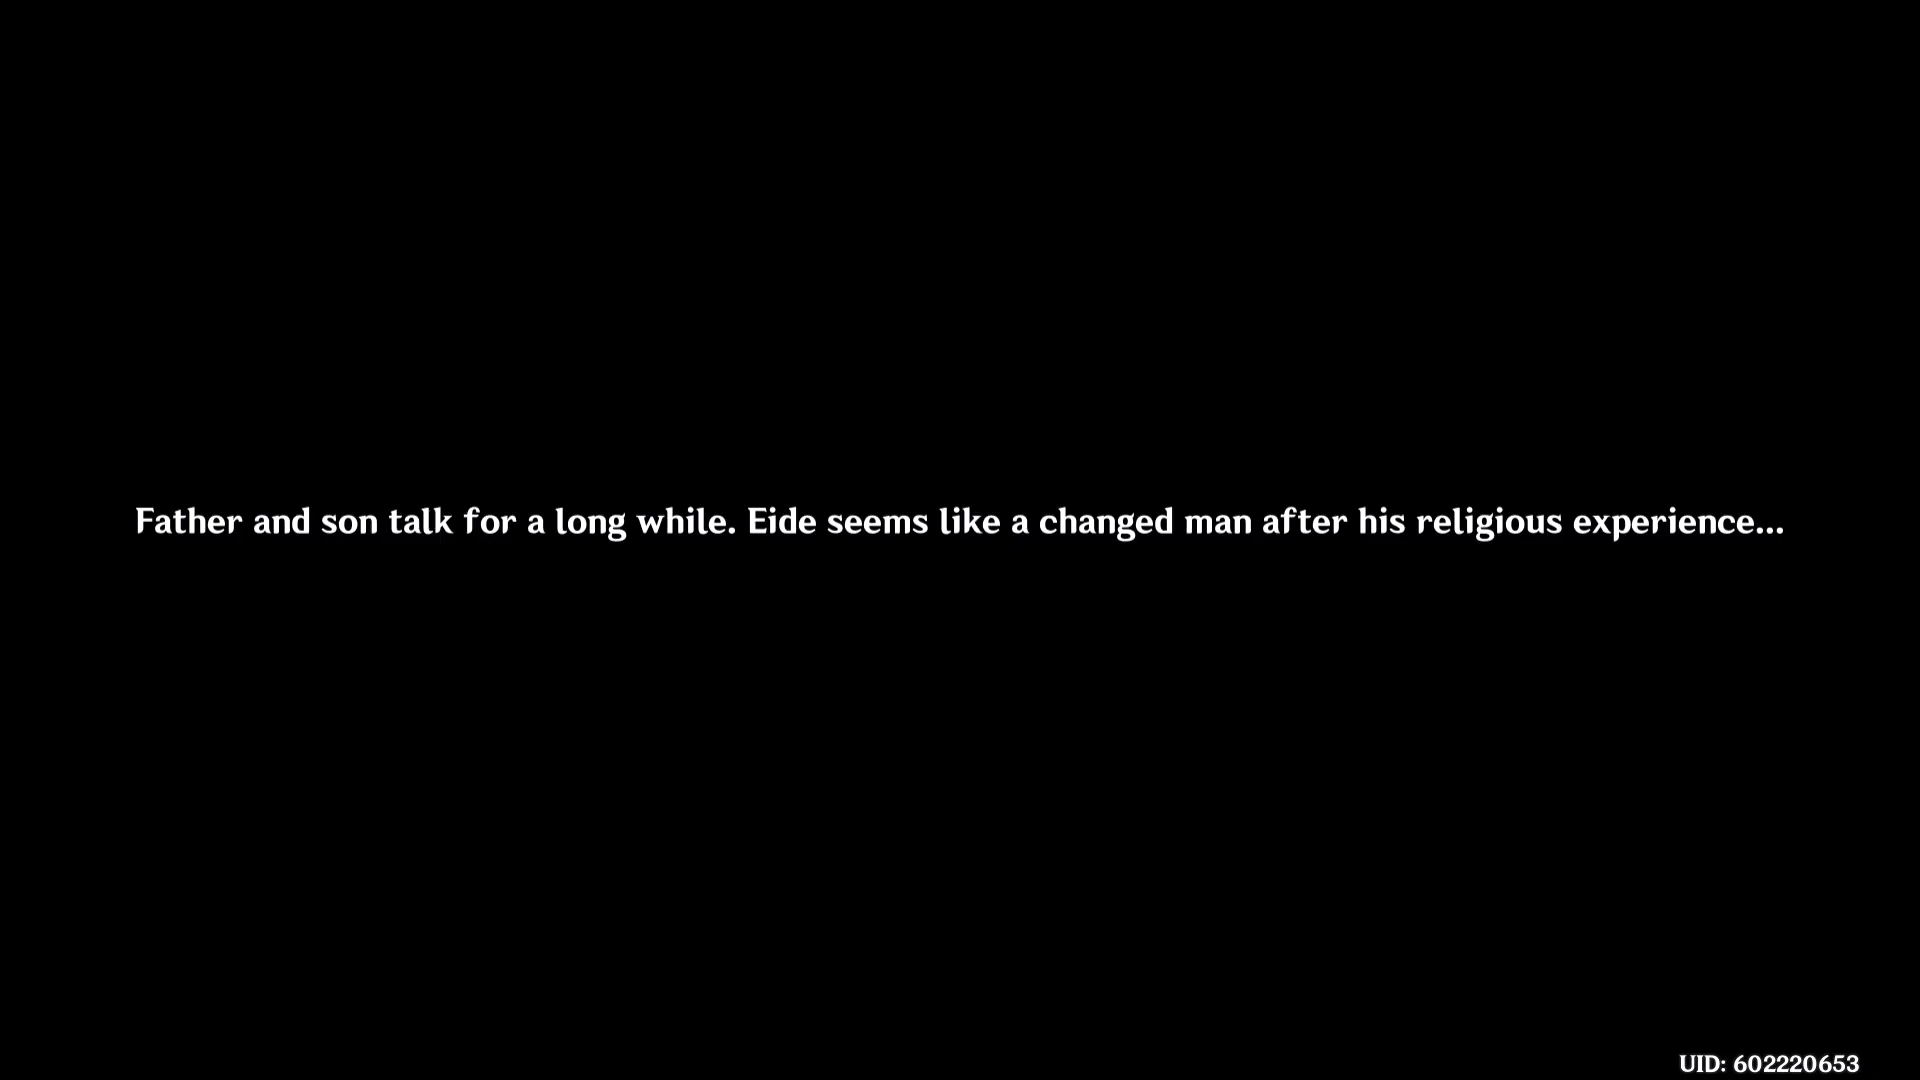 Father and son talk for a long while. Eide seems like a changed man after his religious experience...
UID: 602220653